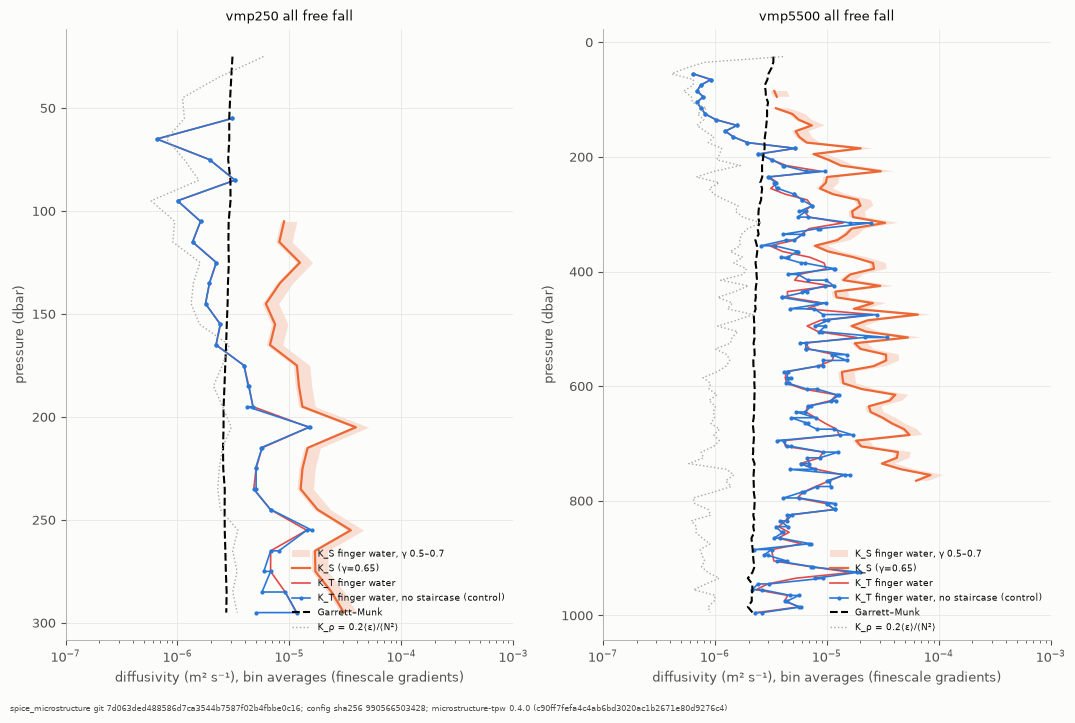 vmp250 all free fall
pressure (dbar)
50
100
150
200
250
300
K_S finger water, γ 0.5–0.7
K_S (γ=0.65)
K_T finger water
K_T finger water, no staircase (control)
Garrett–Munk
K_ρ = 0.2⟨ε⟩/⟨N²⟩
10⁻⁷ 10⁻⁶ 10⁻⁵ 10⁻⁴ 10⁻³
diffusivity (m² s⁻¹), bin averages (finescale gradients)
vmp5500 all free fall
pressure (dbar)
0
200
400
600
800
1000
K_S finger water, γ 0.5–0.7
K_S (γ=0.65)
K_T finger water
K_T finger water, no staircase (control)
Garrett–Munk
K_ρ = 0.2⟨ε⟩/⟨N²⟩
10⁻⁷ 10⁻⁶ 10⁻⁵ 10⁻⁴ 10⁻³
diffusivity (m² s⁻¹), bin averages (finescale gradients)
spice_microstructure git 7d063ded488586d7ca3544b7587f02b4fbbe0c16; config sha256 990566503428; microstructure-tpw 0.4.0 (c90ff7fefa4c4ab6bd3020ac1b2671e80d9276c4)